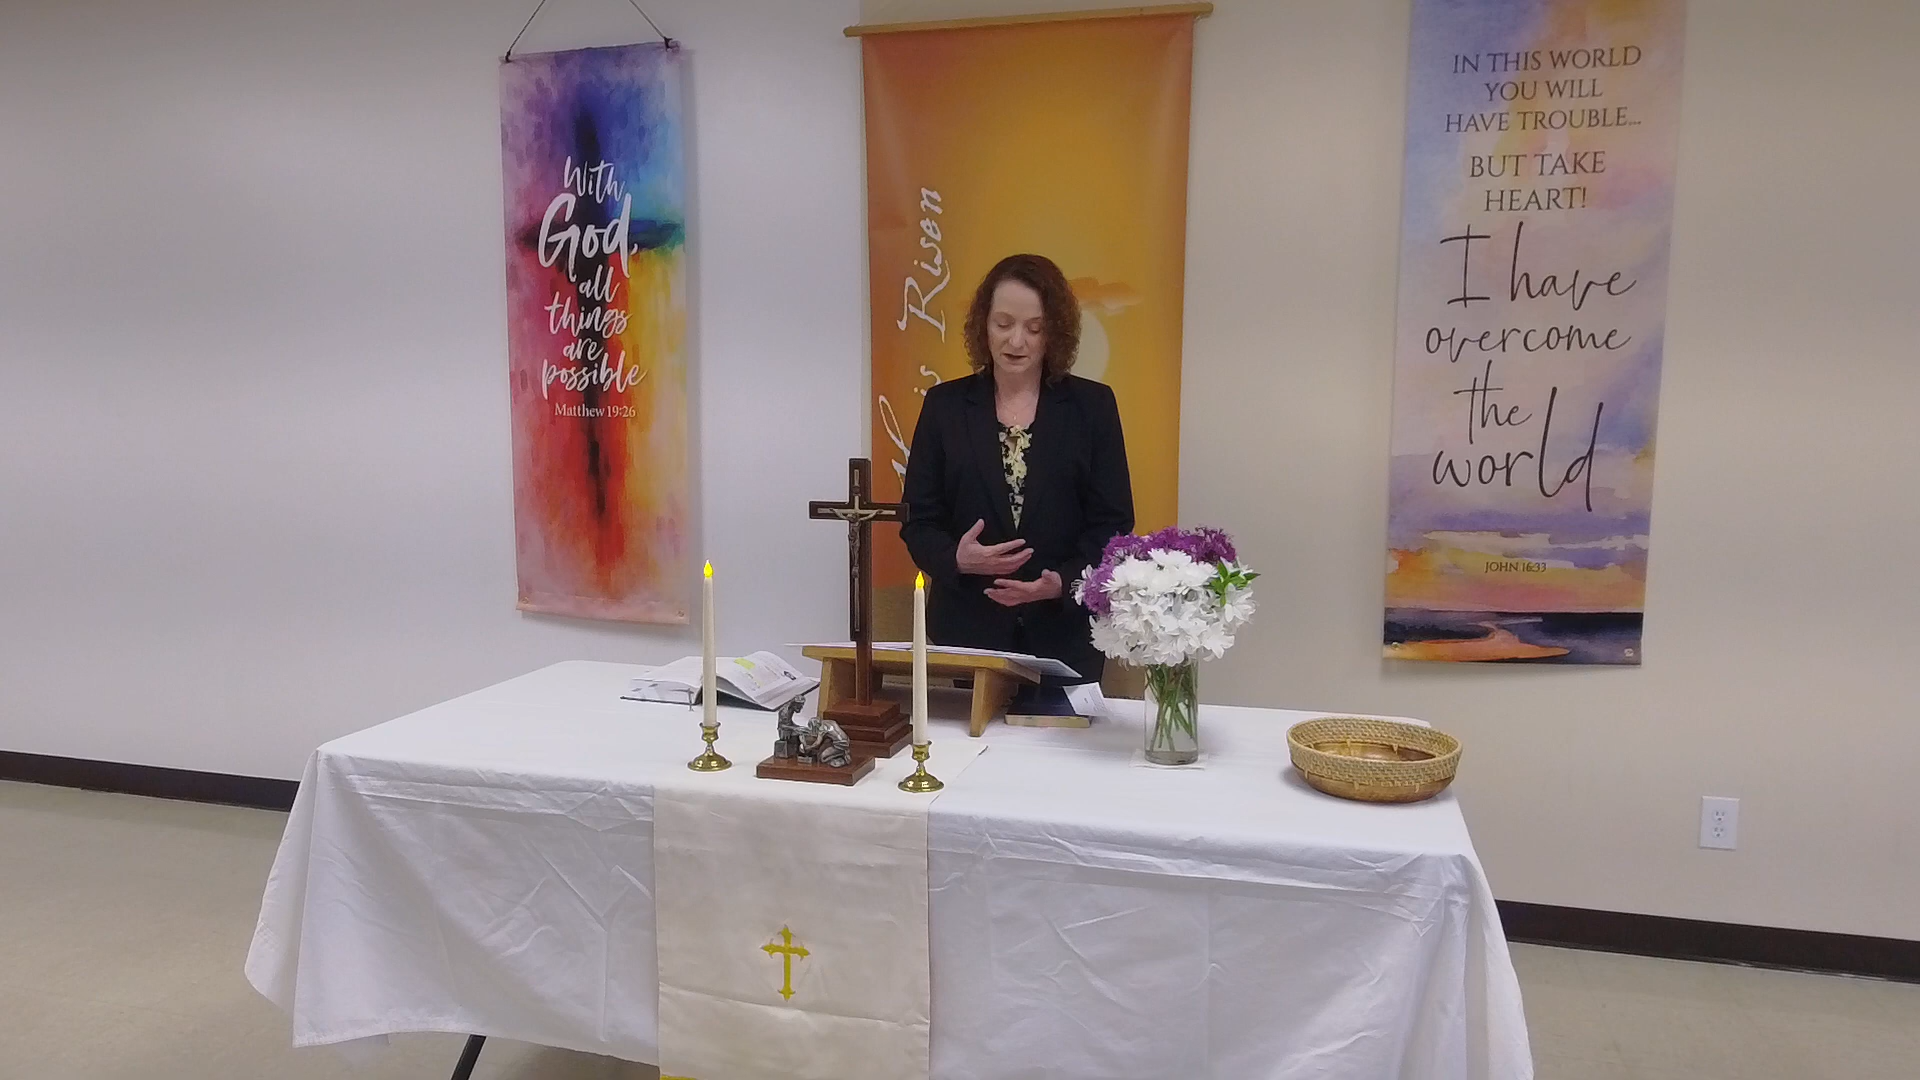 With
God,
all
things
are
possible
Matthew 19:26
is Risen
IN THIS WORLD
YOU WILL
HAVE TROUBLE...
BUT TAKE
HEART!
I have
overcome
the
world
JOHN 16:33